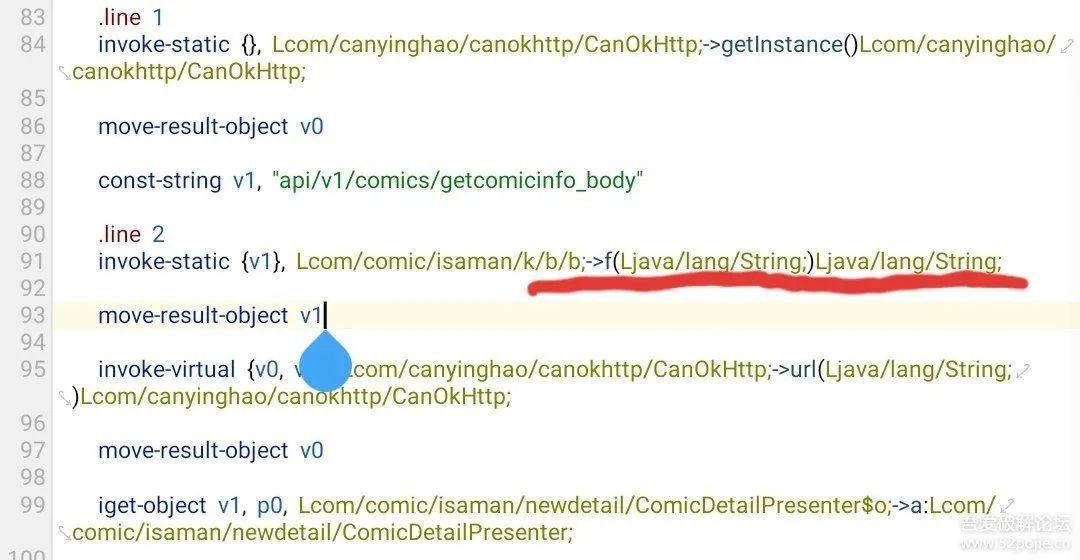 83 .line 1
84 invoke-static {}, Lcom/canyinghao/canokhttp/CanOkHttp;->getInstance()Lcom/canyinghao/
canokhttp/CanOkHttp;
85
86 move-result-object v0
87
88 const-string v1, "api/v1/comics/getcomicinfo_body"
89
90 .line 2
91 invoke-static {v1}, Lcom/comic/isaman/k/b/b;->f(Ljava/lang/String;)Ljava/lang/String;
92
93 move-result-object v1
94
95 invoke-virtual {v0, Lcom/canyinghao/canokhttp/CanOkHttp;->url(Ljava/lang/String;
)Lcom/canyinghao/canokhttp/CanOkHttp;
96
97 move-result-object v0
98
99 iget-object v1, p0, Lcom/comic/isaman/newdetail/ComicDetailPresenter$o;->a:Lcom/
comic/isaman/newdetail/ComicDetailPresenter;
100
吾爱破解论坛
www.52pojie.cn